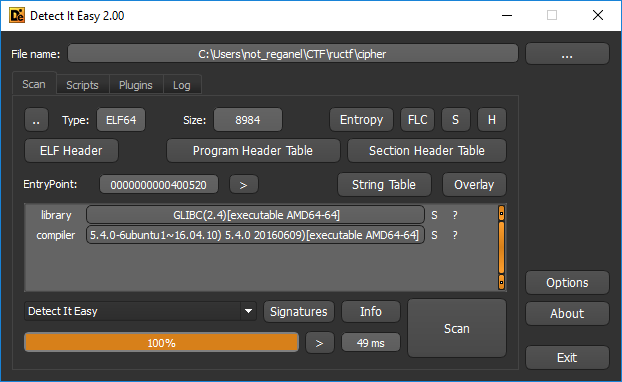 Detect It Easy 2.00
File name: C:\Users\not_reganel\CTF\ructf\cipher ...
Scan Scripts Plugins Log
.. Type: ELF64 Size: 8984 Entropy FLC S H
ELF Header Program Header Table Section Header Table
EntryPoint: 0000000000400520 > String Table Overlay
library GLIBC(2.4)[executable AMD64-64] S ?
compiler 5.4.0-6ubuntu1~16.04.10) 5.4.0 20160609)[executable AMD64-64] S ?
Options
Detect It Easy Signatures Info Scan About
100% > 49 ms
Exit